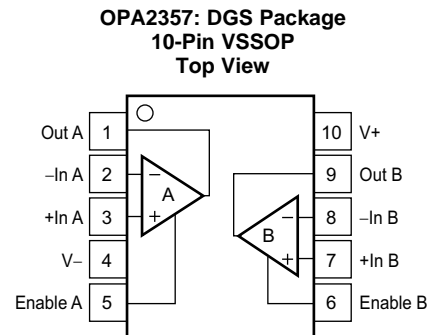 OPA2357: DGS Package
10-Pin VSSOP
Top View
Out A 1
−In A 2
+In A 3
V− 4
Enable A 5
10 V+
9 Out B
8 −In B
7 +In B
6 Enable B
− A +
− B +